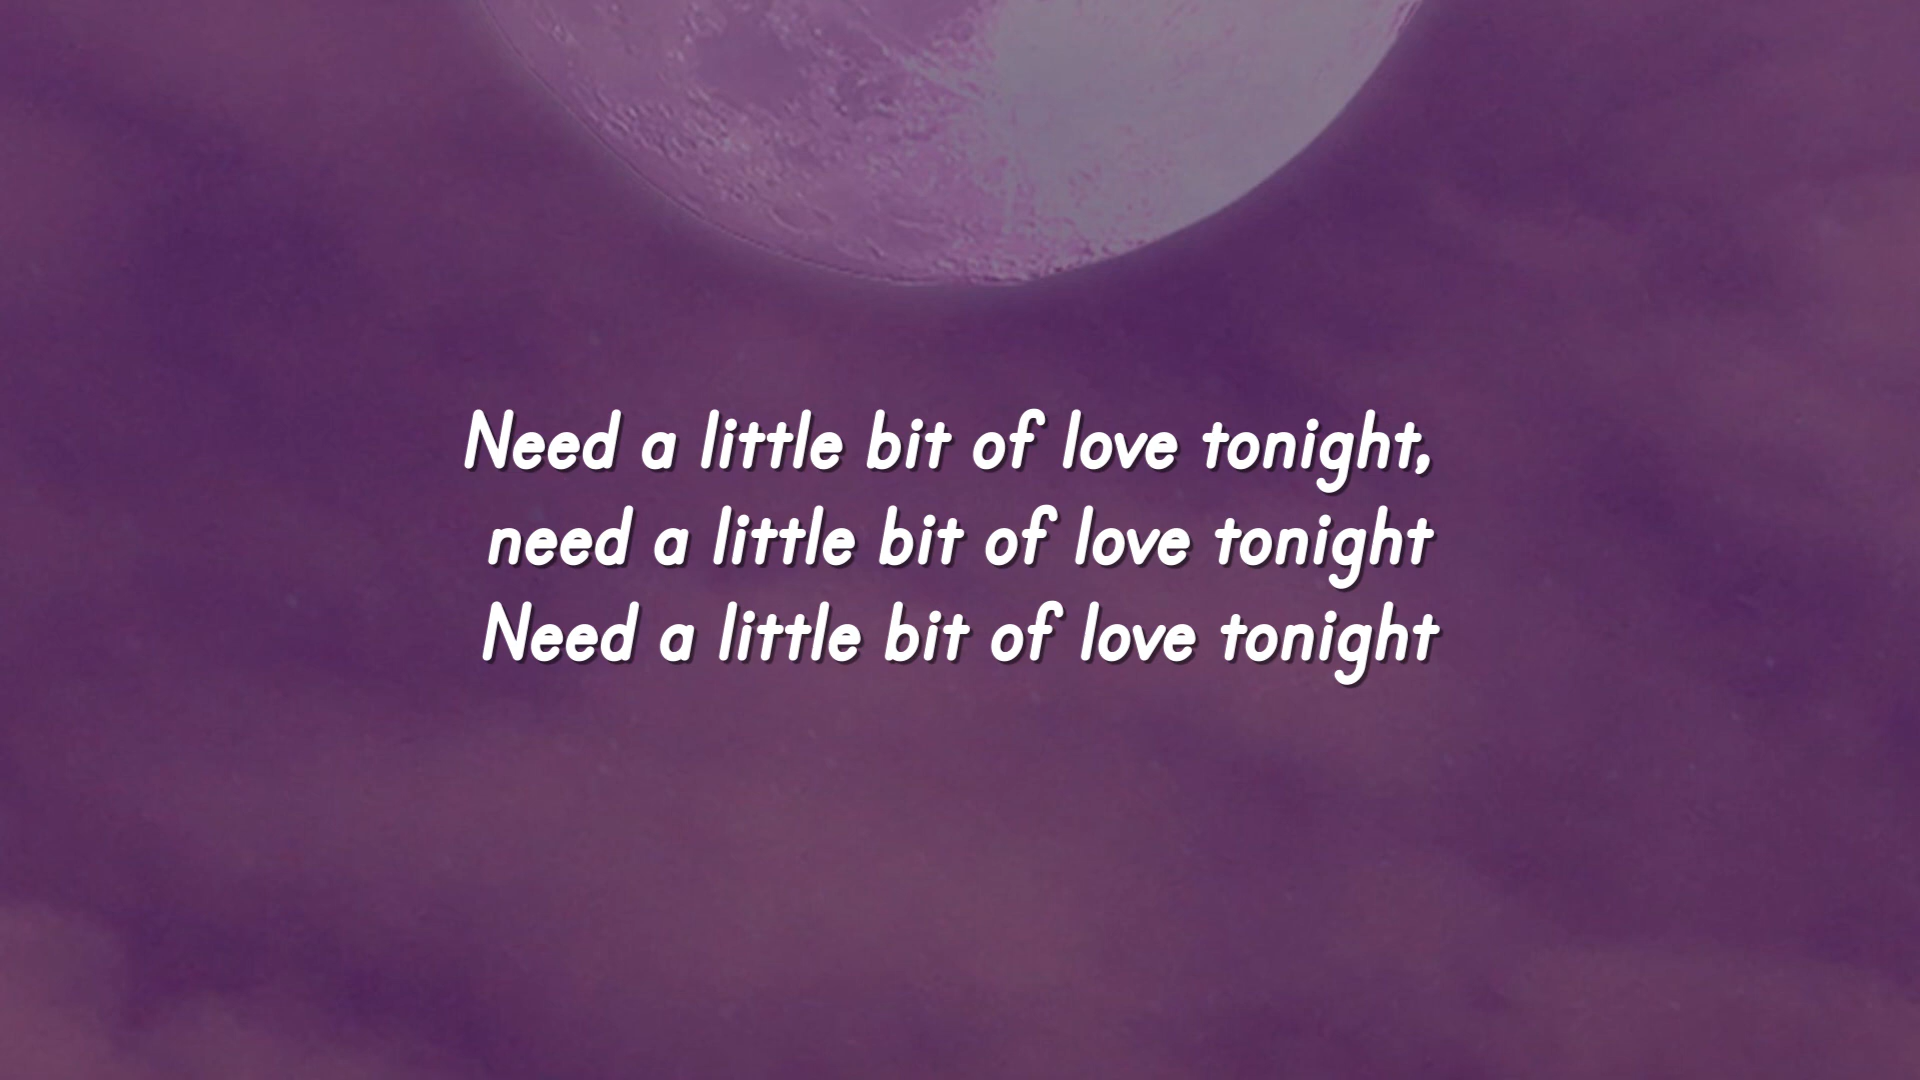 Need a little bit of love tonight,
need a little bit of love tonight
Need a little bit of love tonight